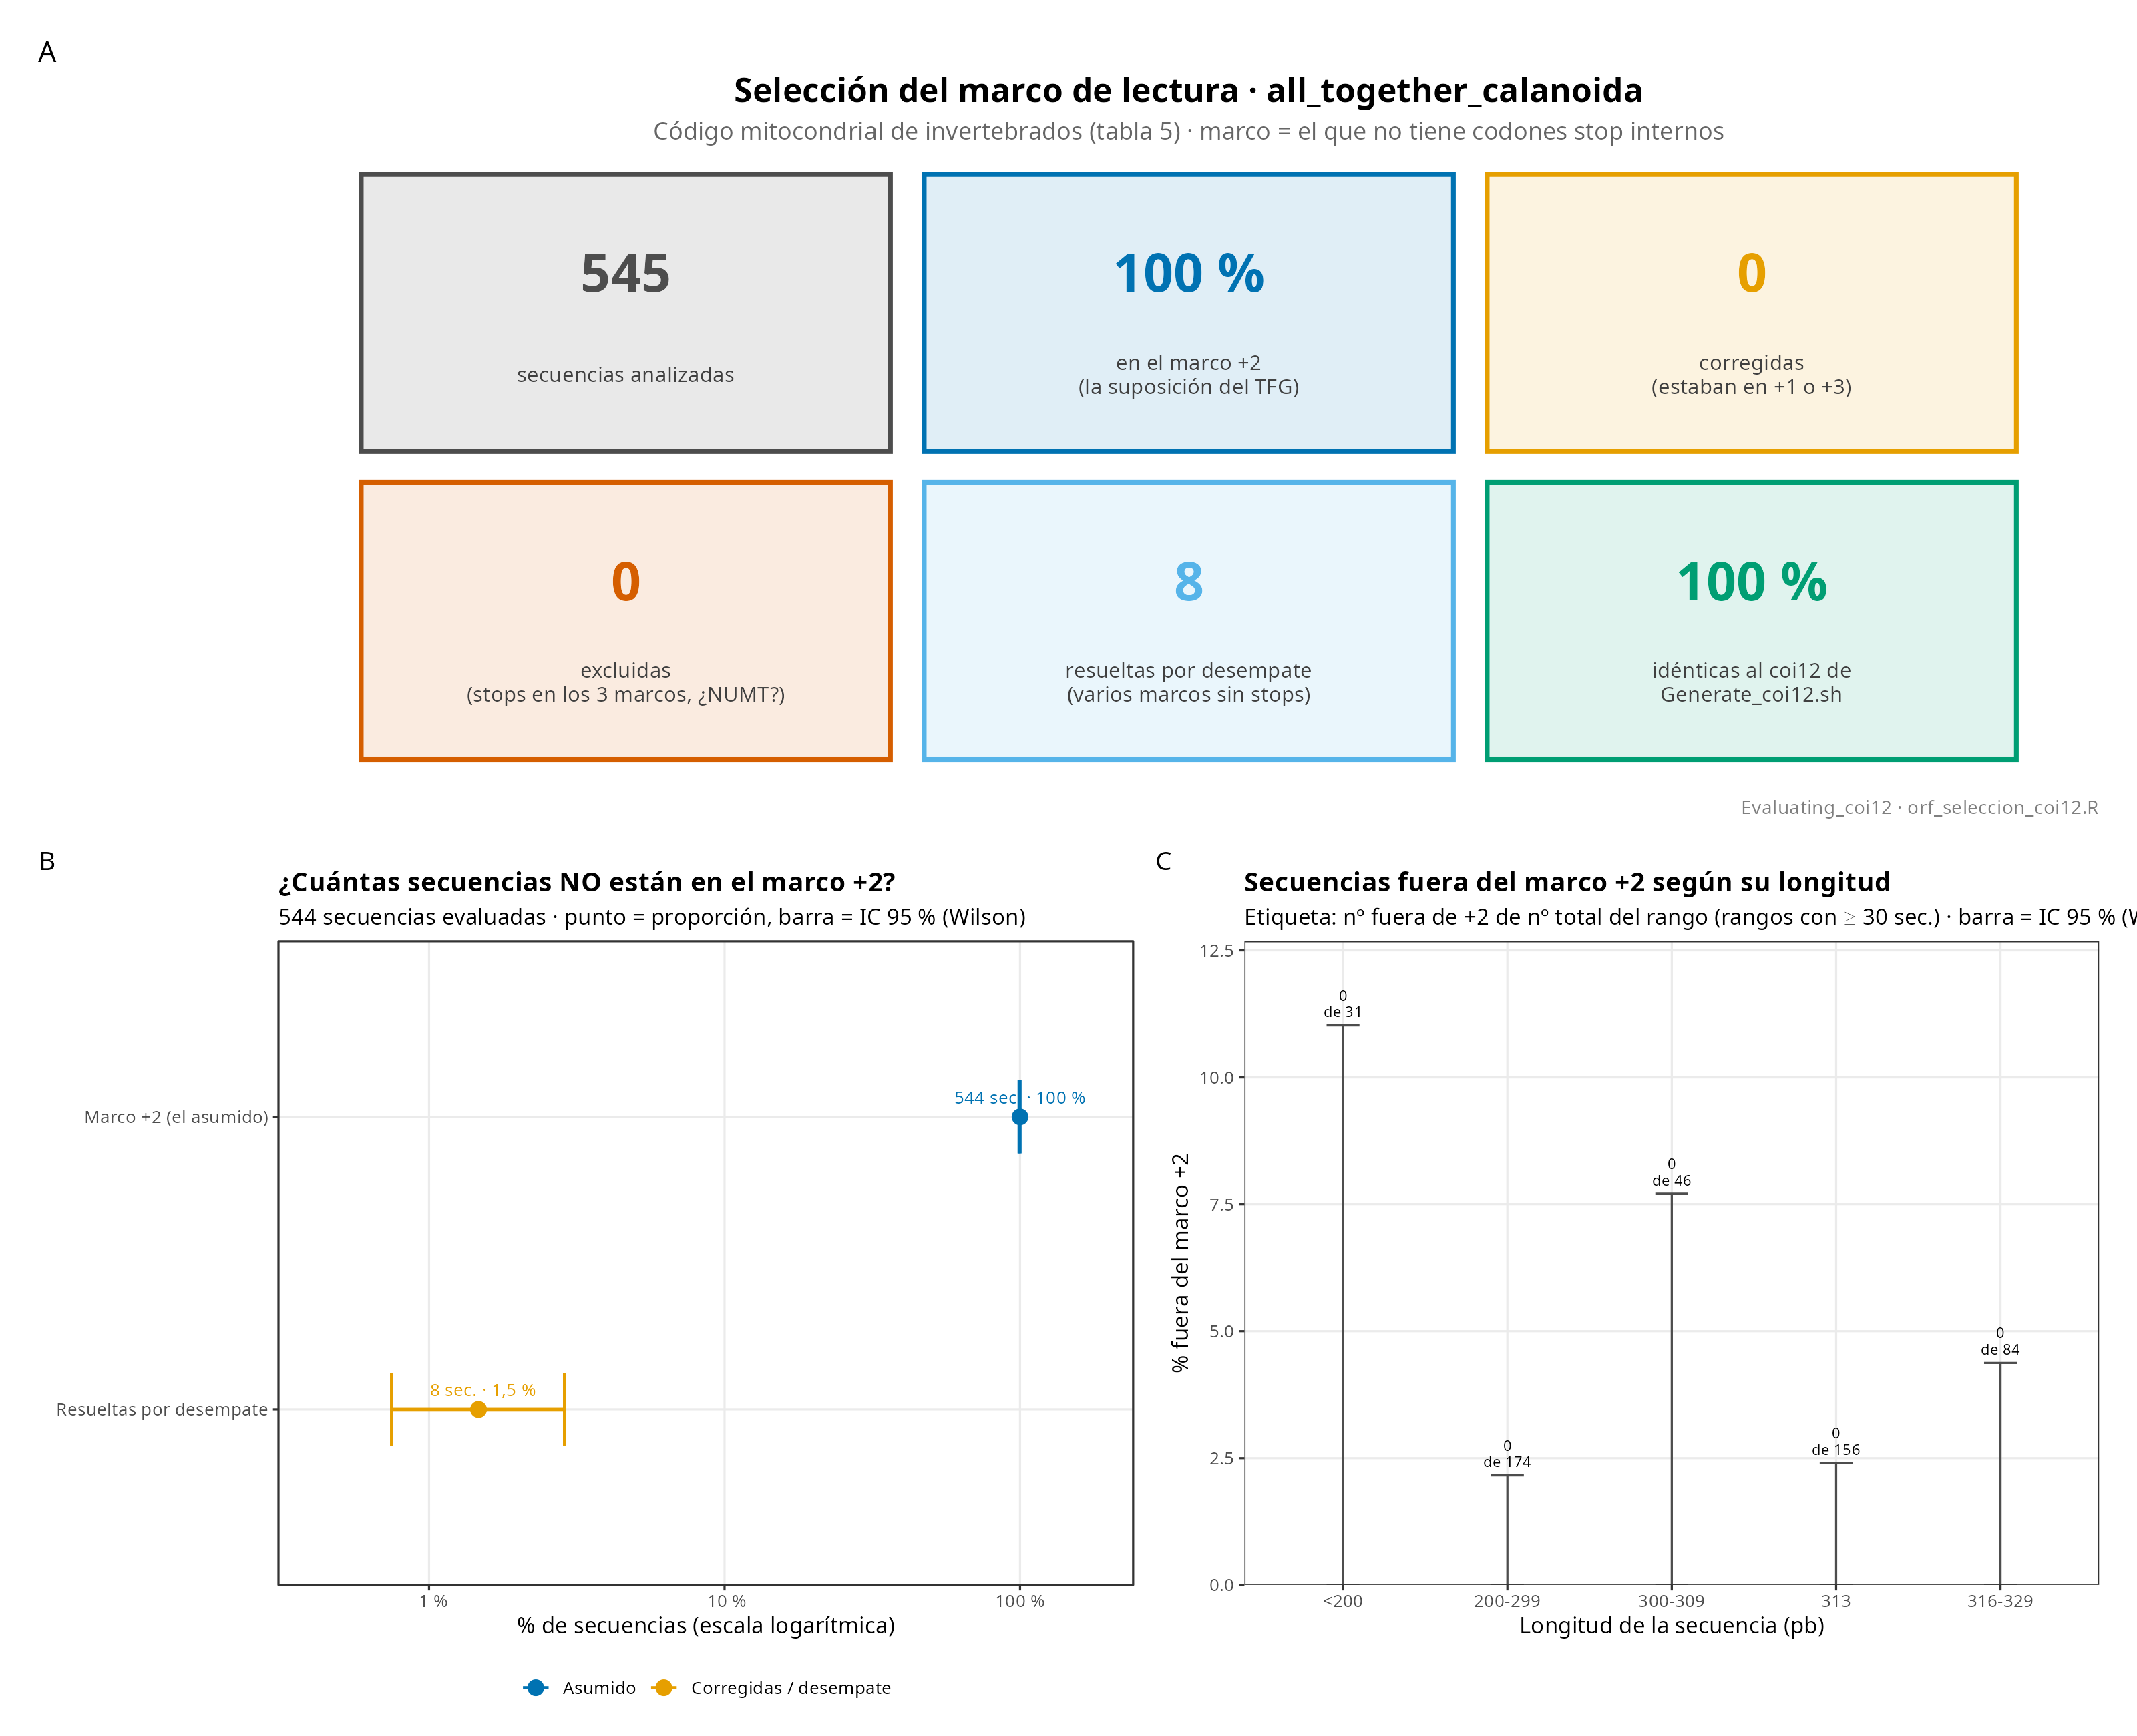 A
Selección del marco de lectura · all_together_calanoida
Código mitocondrial de invertebrados (tabla 5) · marco = el que no tiene codones stop internos
545
secuencias analizadas
100 %
en el marco +2
(la suposición del TFG)
0
corregidas
(estaban en +1 o +3)
0
excluidas
(stops en los 3 marcos, ¿NUMT?)
8
resueltas por desempate
(varios marcos sin stops)
100 %
idénticas al coi12 de
Generate_coi12.sh
Evaluating_coi12 · orf_seleccion_coi12.R
B
¿Cuántas secuencias NO están en el marco +2?
544 secuencias evaluadas · punto = proporción, barra = IC 95 % (Wilson)
Marco +2 (el asumido)
544 sec. · 100 %
Resueltas por desempate
8 sec. · 1,5 %
1 %
10 %
100 %
% de secuencias (escala logarítmica)
Asumido
Corregidas / desempate
C
Secuencias fuera del marco +2 según su longitud
Etiqueta: nº fuera de +2 de nº total del rango (rangos con ≥ 30 sec.) · barra = IC 95 % (
% fuera del marco +2
12.5
10.0
7.5
5.0
2.5
0.0
0
de 31
0
de 174
0
de 46
0
de 156
0
de 84
<200
200-299
300-309
313
316-329
Longitud de la secuencia (pb)